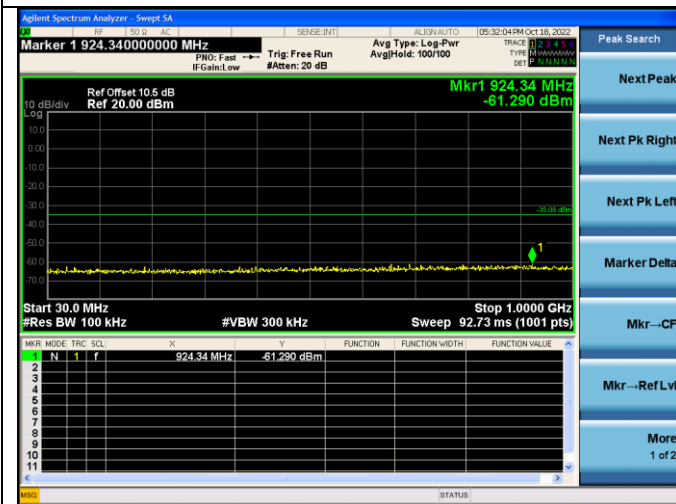 Agilent Spectrum Analyzer - Swept SA
LXI RF 50 Ω AC SENSE:INT ALIGNAUTO 05:32:04 PM Oct 18, 2022
Marker 1 924.340000000 MHz
PNO: Fast
IFGain:Low
Trig: Free Run
#Atten: 20 dB
Avg Type: Log-Pwr
Avg|Hold: 100/100
TRACE 1 2 3 4 5 6
TYPE M
DET P N N N N N
Ref Offset 10.5 dB
Ref 20.00 dBm
10 dB/div
Log
Mkr1 924.34 MHz
-61.290 dBm
10.0
0.00
-10.0
-20.0
-30.0
-40.0
-50.0
-60.0
-70.0
-35.08 dBm
1
Start 30.0 MHz
#Res BW 100 kHz
#VBW 300 kHz
Stop 1.0000 GHz
Sweep 92.73 ms (1001 pts)
MKR MODE TRC SCL X Y FUNCTION FUNCTION WIDTH FUNCTION VALUE
1 N 1 f 924.34 MHz -61.290 dBm
2
3
4
5
6
7
8
9
10
11
MSG
STATUS
Peak Search
Next Peak
Next Pk Right
Next Pk Left
Marker Delta
Mkr→CF
Mkr→Ref Lvl
More
1 of 2